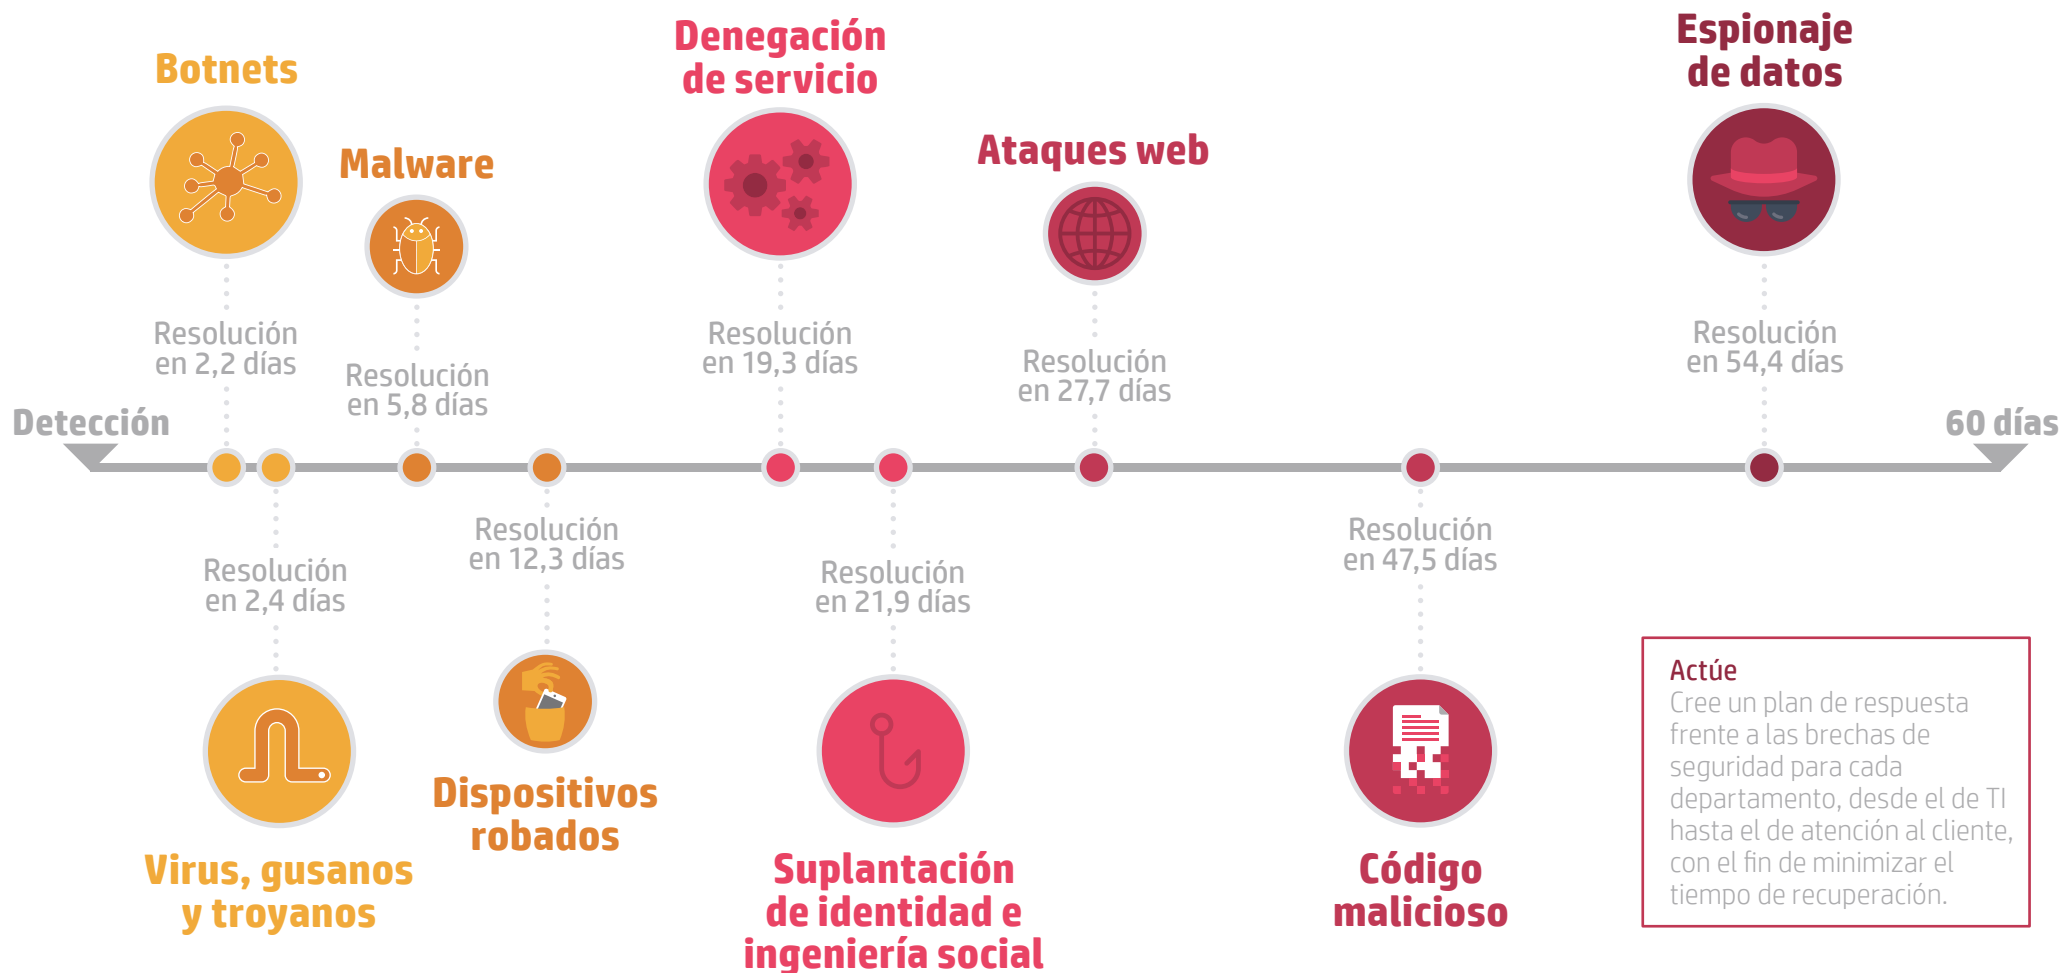 Botnets
Resolución
en 2,2 días
Malware
Resolución
en 5,8 días
Denegación
de servicio
Resolución
en 19,3 días
Ataques web
Resolución
en 27,7 días
Espionaje
de datos
Resolución
en 54,4 días
Detección
60 días
Resolución
en 2,4 días
Virus, gusanos
y troyanos
Resolución
en 12,3 días
Dispositivos
robados
Resolución
en 21,9 días
Suplantación
de identidad e
ingeniería social
Resolución
en 47,5 días
Código
malicioso
Actúe
Cree un plan de respuesta
frente a las brechas de
seguridad para cada
departamento, desde el de TI
hasta el de atención al cliente,
con el fin de minimizar el
tiempo de recuperación.